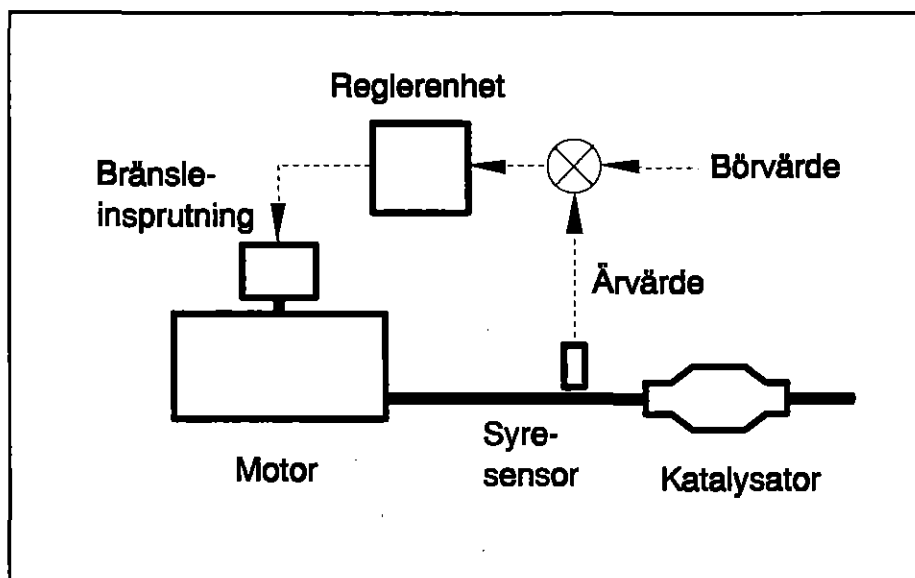 Reglerenhet
Bränsle-
insprutning
Börvärde
Ärvärde
Syre-
sensor
Motor
Katalysator